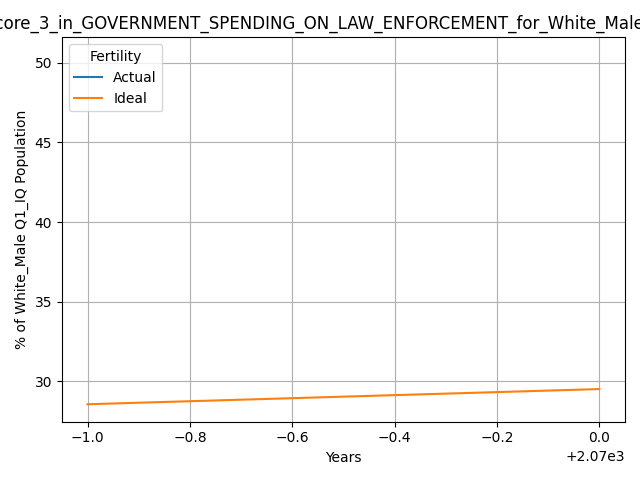 core_3_in_GOVERNMENT_SPENDING_ON_LAW_ENFORCEMENT_for_White_Male
Fertility
Actual
Ideal
50
45
40
35
30
% of White_Male Q1_IQ Population
−1.0 −0.8 −0.6 −0.4 −0.2 0.0
Years
+2.07e3